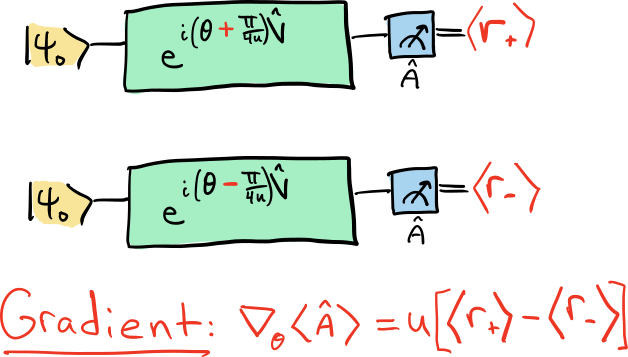 |ψ₀⟩ e^{i(θ + π/4u)V̂} Â ⟨r₊⟩
|ψ₀⟩ e^{i(θ - π/4u)V̂} Â ⟨r₋⟩
Gradient: ∇_θ⟨Â⟩ = u[⟨r₊⟩ - ⟨r₋⟩]